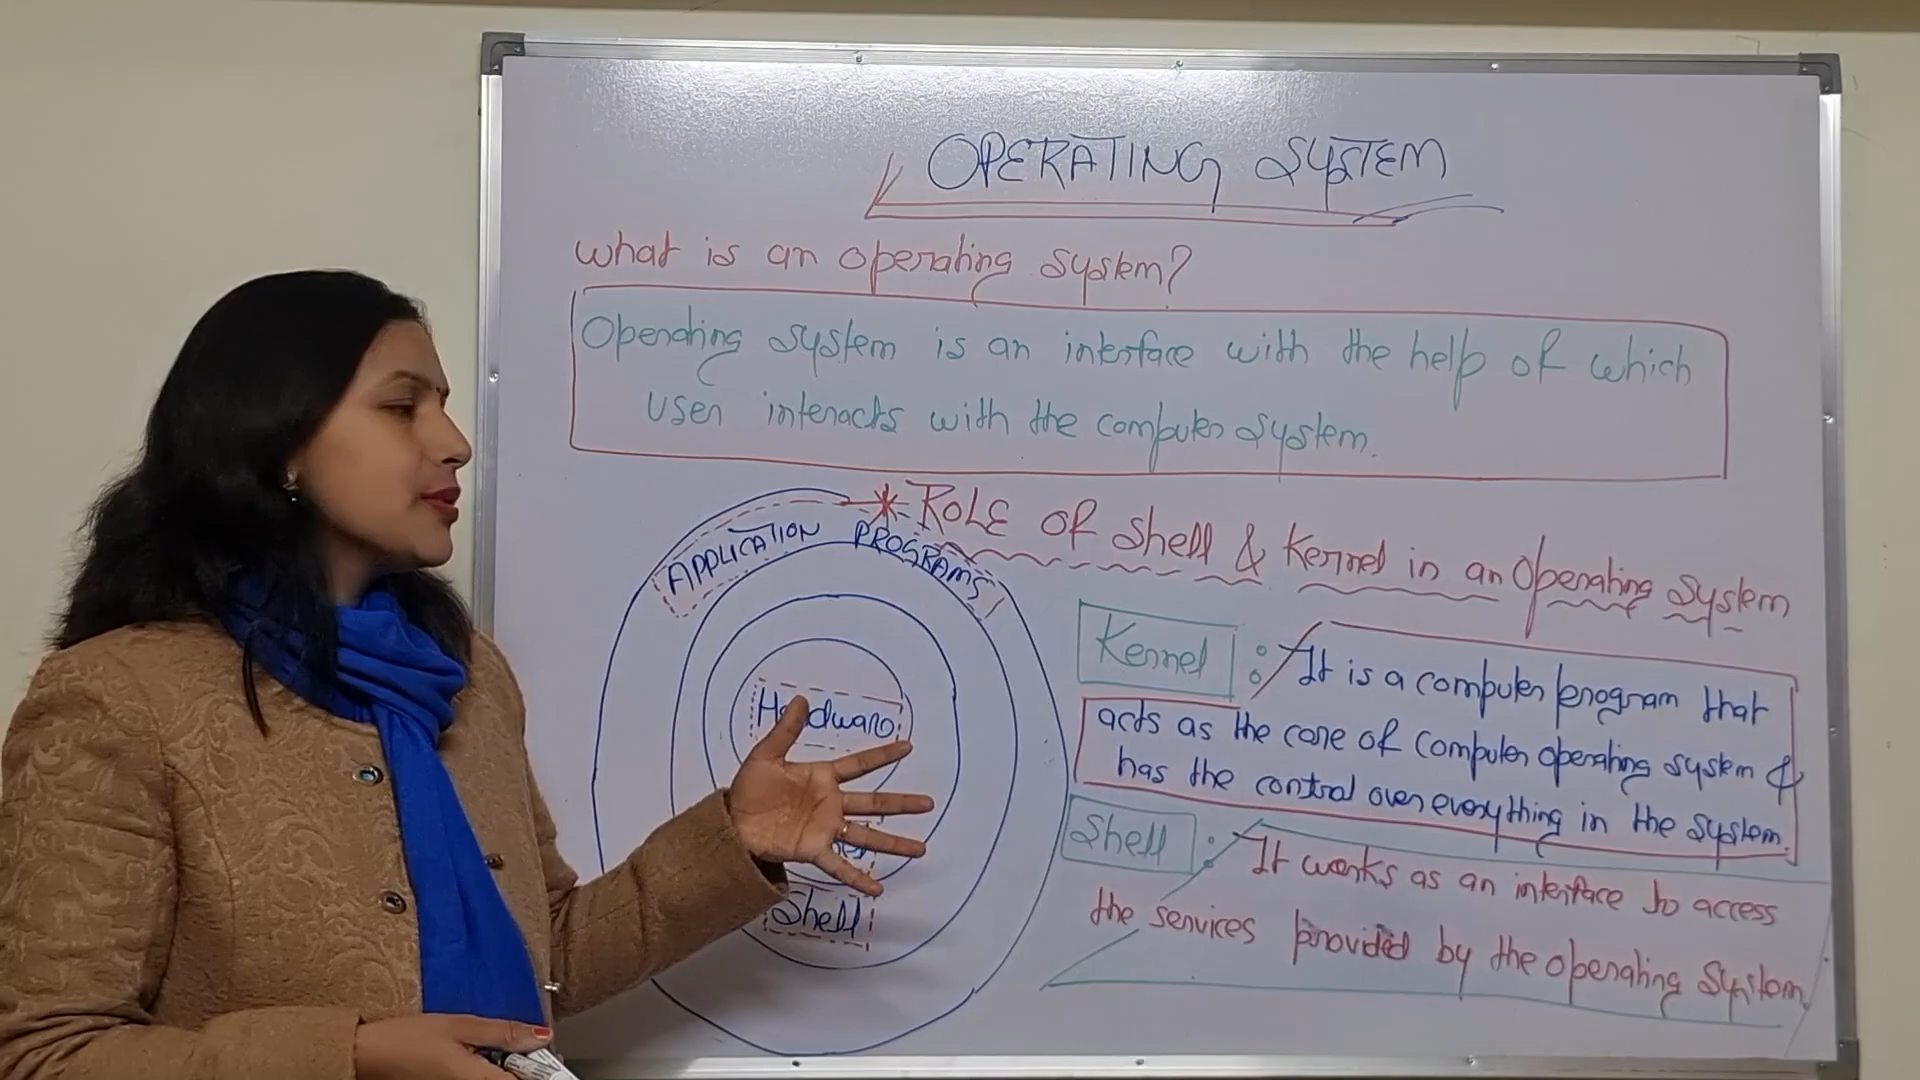 OPERATING SYSTEM
What is an operating system?
Operating system is an interface with the help of which
user interacts with the computer system.
* ROLE OF Shell & Kernel in an Operating System
APPLICATION PROGRAMS
Hardware
Shell
Kernel : It is a computer program that
acts as the core of computer operating system &
has the control over everything in the system.
Shell : It works as an interface to access
the services provided by the operating system.